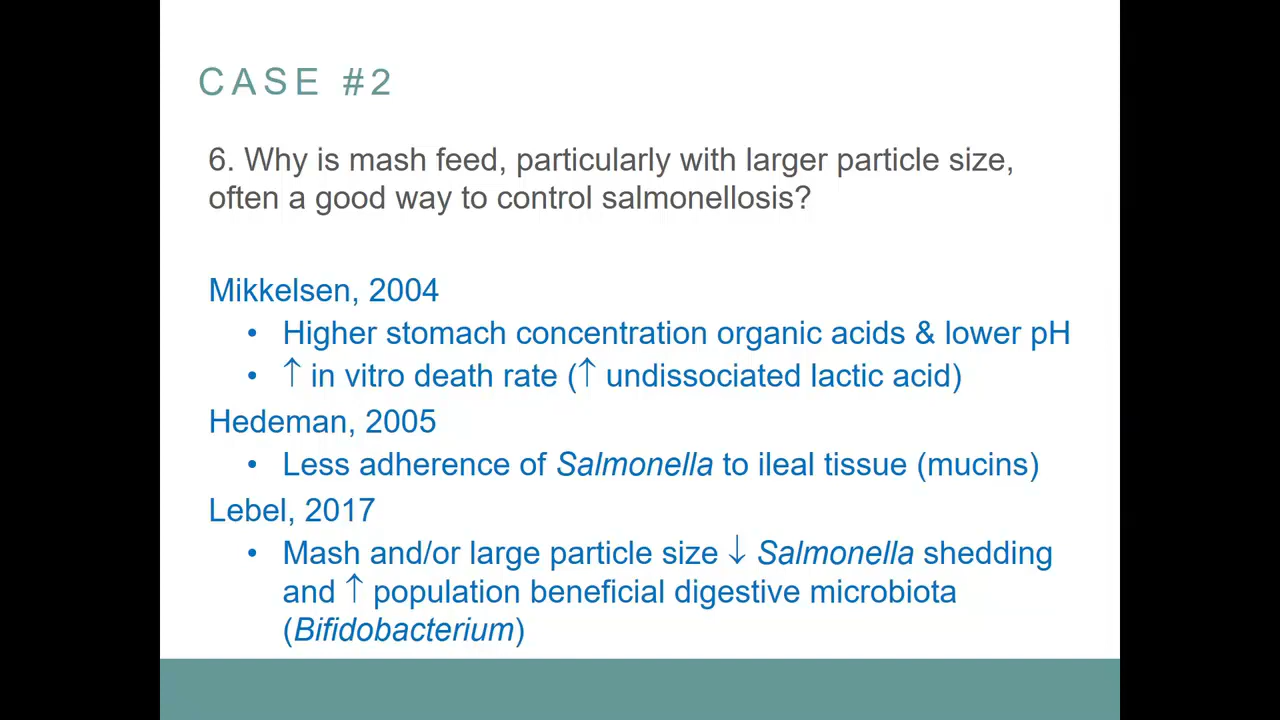 CASE #2
6. Why is mash feed, particularly with larger particle size,
often a good way to control salmonellosis?
Mikkelsen, 2004
• Higher stomach concentration organic acids & lower pH
• ↑ in vitro death rate (↑ undissociated lactic acid)
Hedeman, 2005
• Less adherence of Salmonella to ileal tissue (mucins)
Lebel, 2017
• Mash and/or large particle size ↓ Salmonella shedding
and ↑ population beneficial digestive microbiota
(Bifidobacterium)